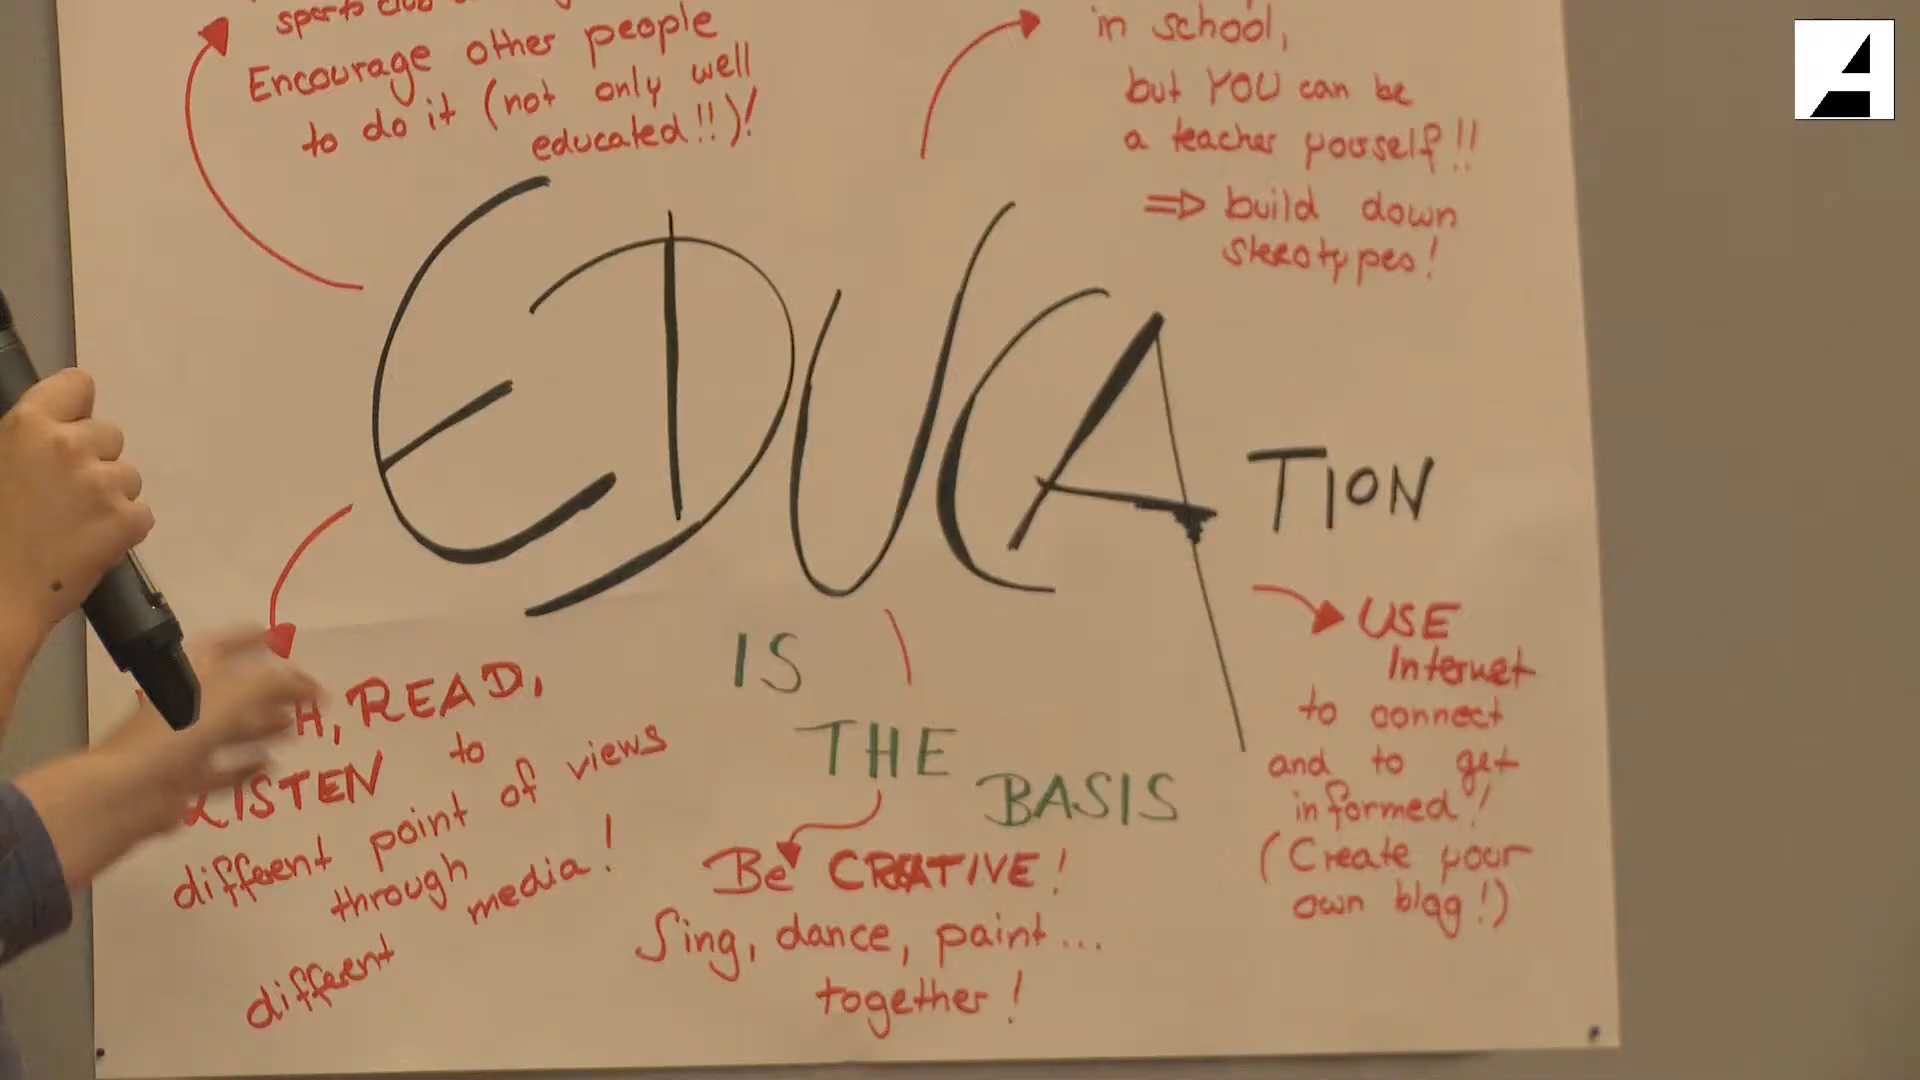 sports club
Encourage other people
to do it (not only well
educated!!)!
in school,
but YOU can be
a teacher yourself!!
⇒ build down
stereotypes!
EDUCATION
IS
THE
BASIS
H, READ,
LISTEN to
different point of views
through
different media!
Be CREATIVE!
Sing, dance, paint...
together!
USE
Internet
to connect
and to get
informed!
(Create your
own blog!)